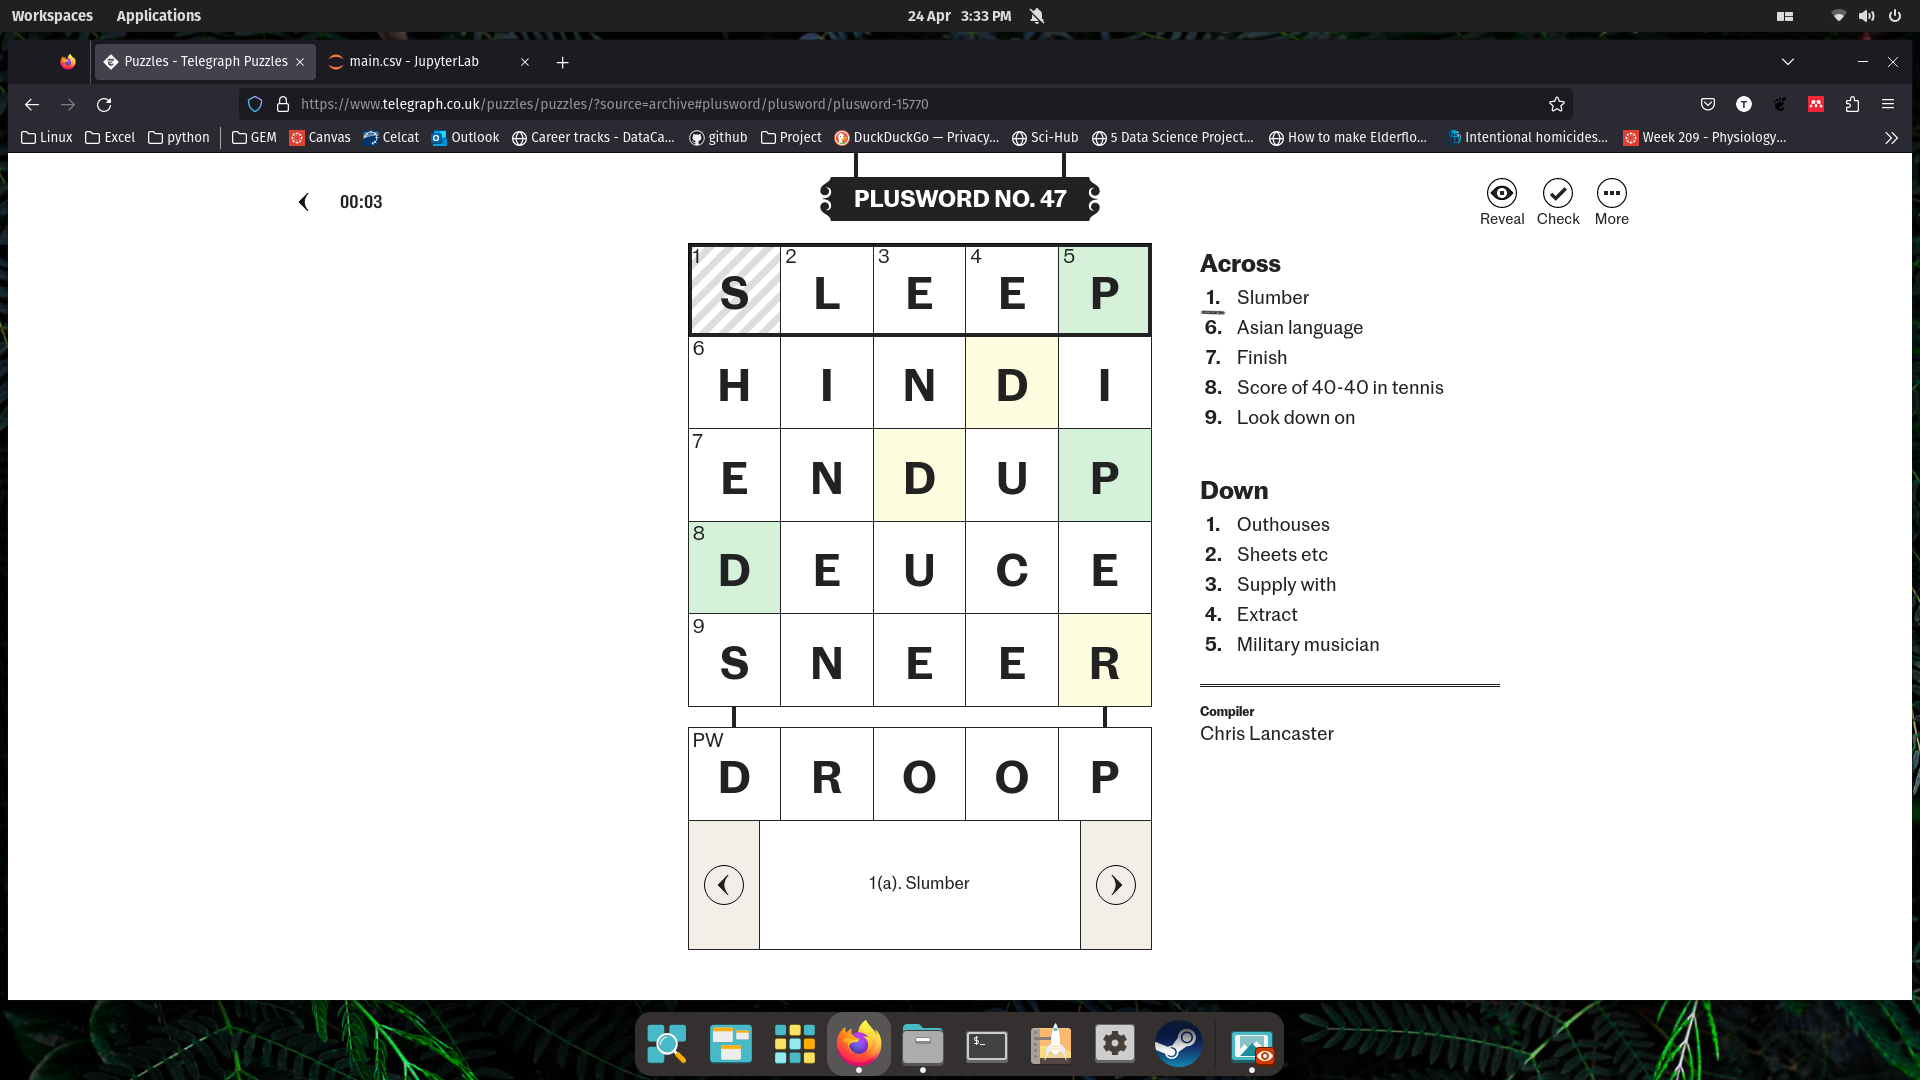 Workspaces Applications 24 Apr 3:33 PM
Puzzles - Telegraph Puzzles main.csv - JupyterLab
https://www.telegraph.co.uk/puzzles/puzzles/?source=archive#plusword/plusword/plusword-15770
Linux Excel python GEM Canvas Celcat Outlook Career tracks - DataCa... github Project DuckDuckGo — Privacy... Sci-Hub 5 Data Science Project... How to make Elderflo... Intentional homicides... Week 209 - Physiology...
00:03
PLUSWORD NO. 47
Reveal Check More
1 S 2 L 3 E 4 E 5 P
6 H I N D I
7 E N D U P
8 D E U C E
9 S N E E R
PW D R O O P
1(a). Slumber
Across
1. Slumber
6. Asian language
7. Finish
8. Score of 40-40 in tennis
9. Look down on
Down
1. Outhouses
2. Sheets etc
3. Supply with
4. Extract
5. Military musician
Compiler
Chris Lancaster